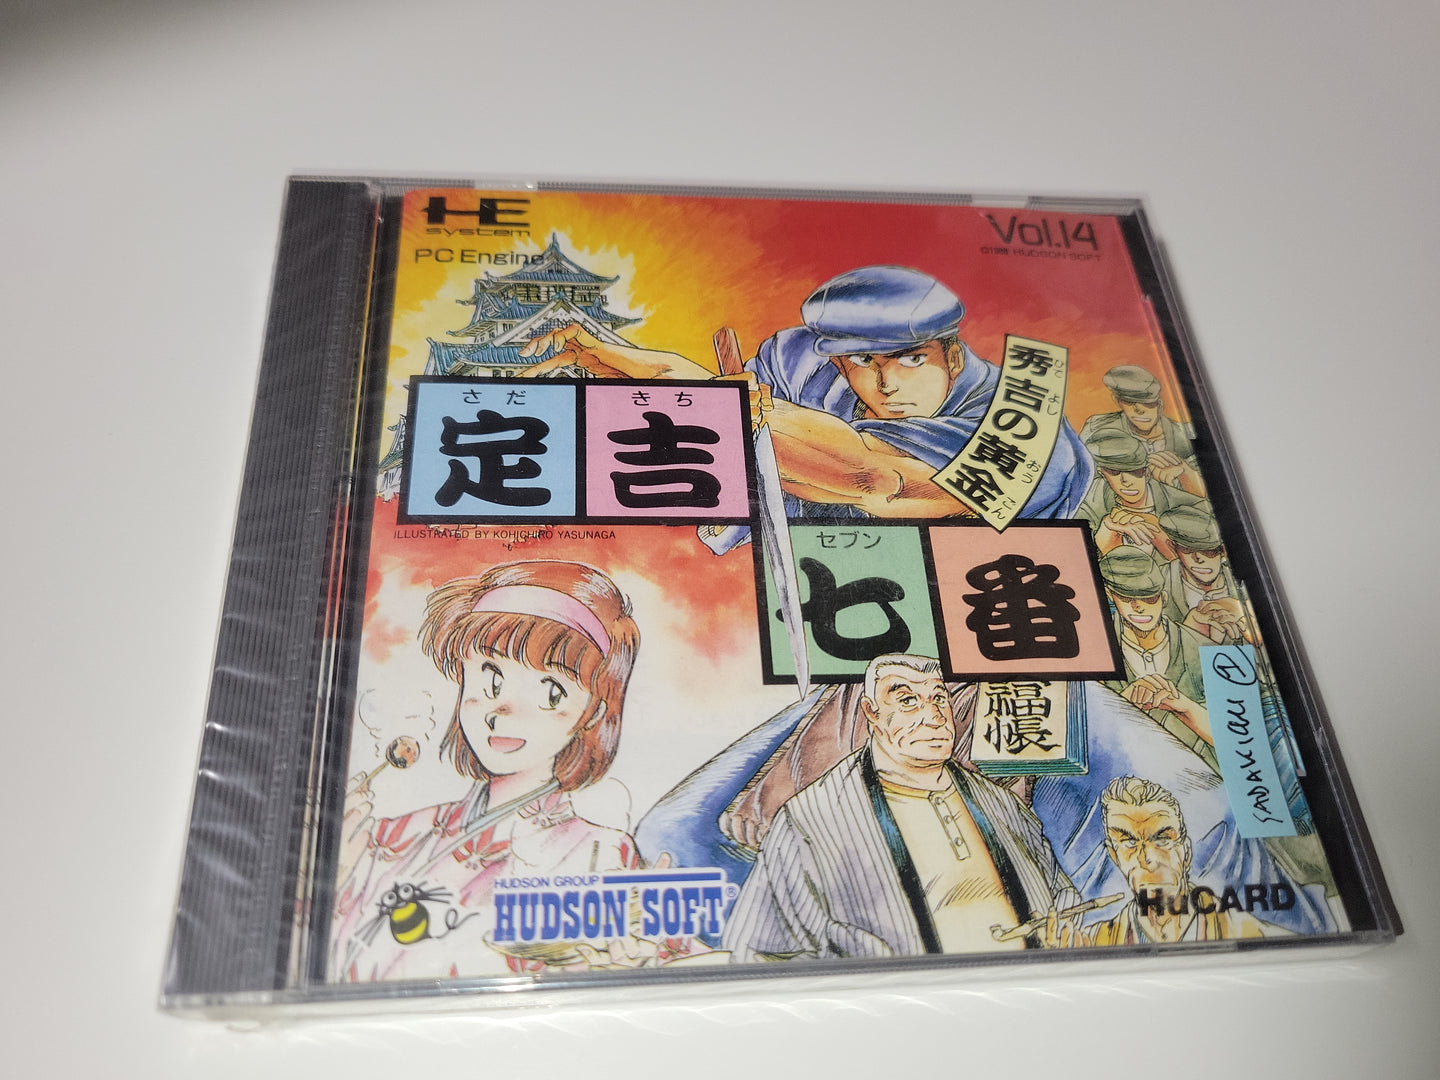 HE
system
PC Engine
Vol.14
©1988 HUDSON SOFT
さだ きち
定吉
セブン
七番
ひでよし おうごん
秀吉の黄金
ILLUSTRATED BY KOHICHIRO YASUNAGA
福帳
HUDSON GROUP
HUDSON SOFT®
HuCARD